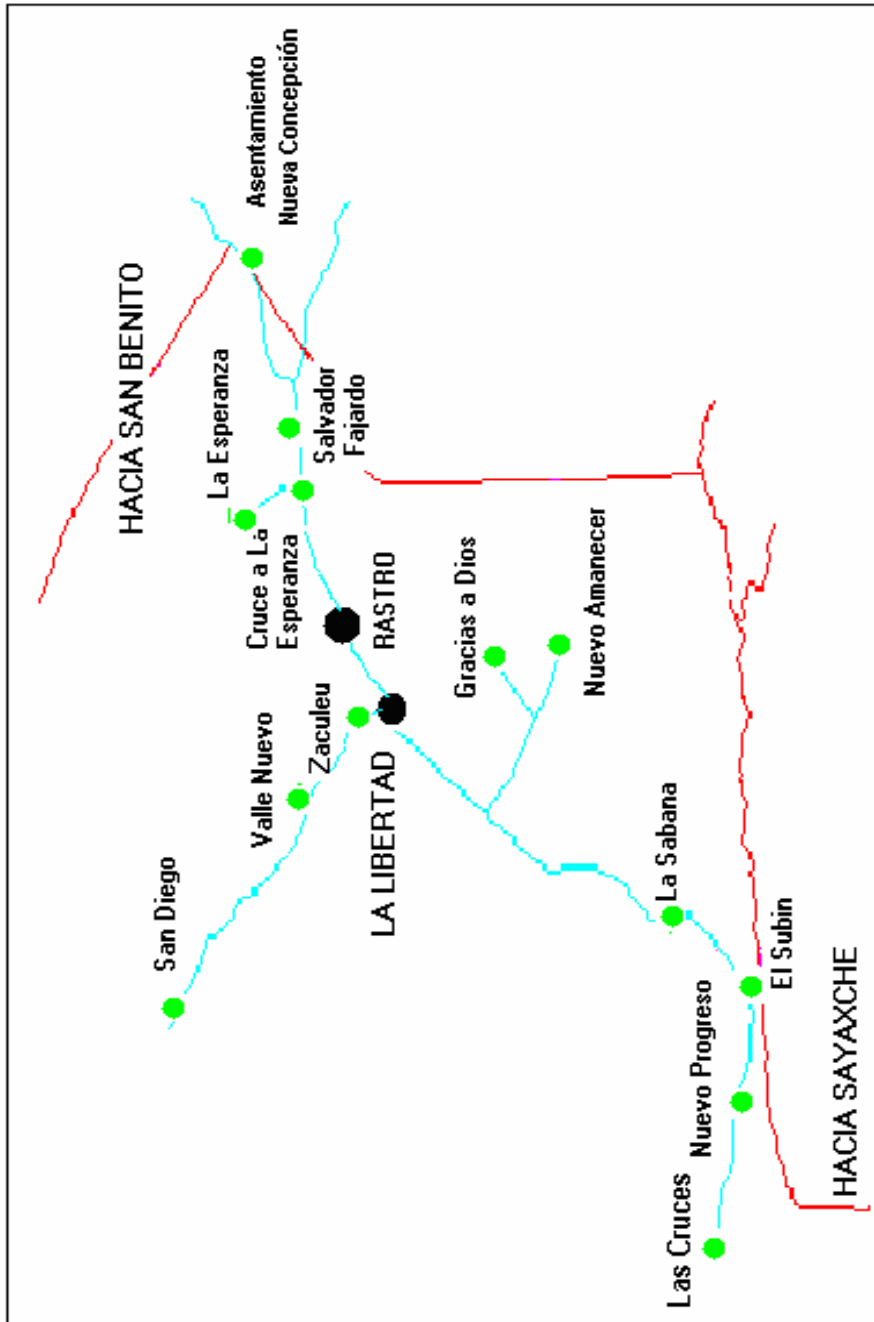 HACIA SAN BENITO
Asentamiento
Nueva Concepción
La Esperanza
San Diego
Valle Nuevo
Zaculeu
Cruce a La
Esperanza
Salvador
Fajardo
RASTRO
LA LIBERTAD
Gracias a Dios
Nuevo Amanecer
La Sabana
Las Cruces
Nuevo Progreso
El Subin
HACIA SAYAXCHE